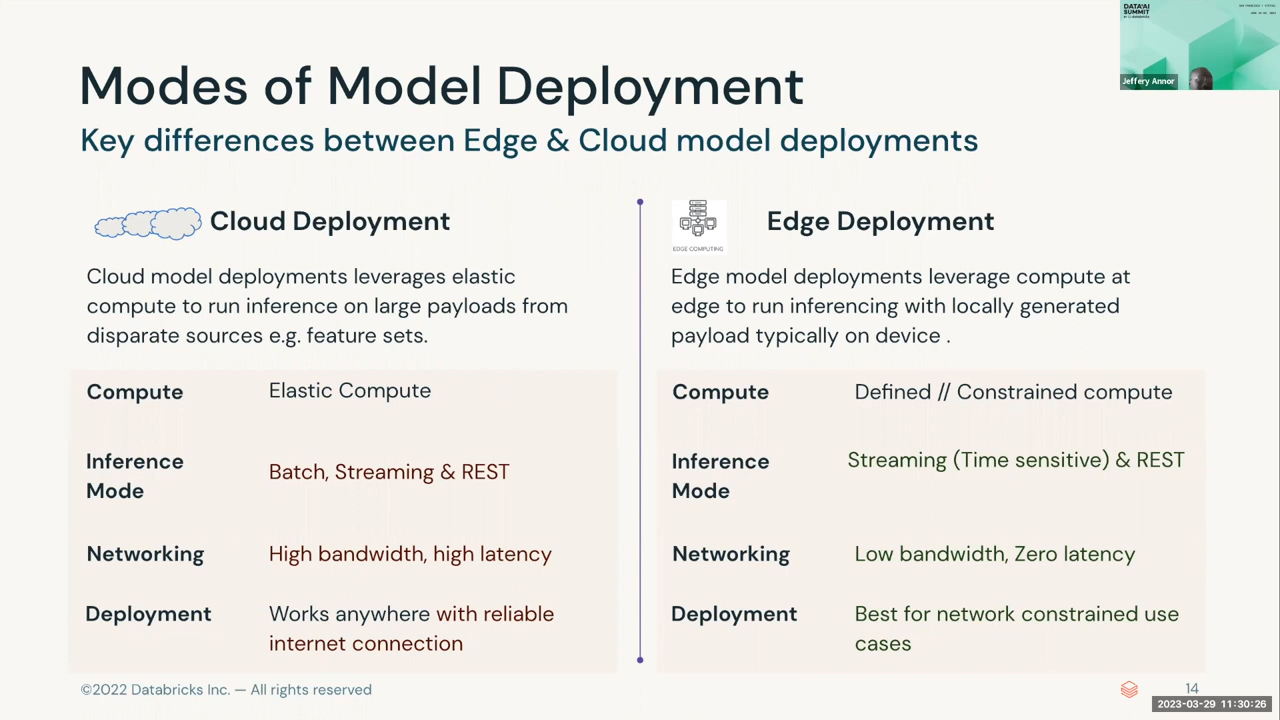 DATA+AI
SUMMIT
Jeffery Annor
Modes of Model Deployment
Key differences between Edge & Cloud model deployments
Cloud Deployment
Cloud model deployments leverages elastic
compute to run inference on large payloads from
disparate sources e.g. feature sets.
Compute Elastic Compute
Inference
Mode
Batch, Streaming & REST
Networking High bandwidth, high latency
Deployment Works anywhere with reliable
internet connection
EDGE COMPUTING
Edge Deployment
Edge model deployments leverage compute at
edge to run inferencing with locally generated
payload typically on device .
Compute Defined // Constrained compute
Inference
Mode
Streaming (Time sensitive) & REST
Networking Low bandwidth, Zero latency
Deployment Best for network constrained use
cases
©2022 Databricks Inc. — All rights reserved
14
2023-03-29 11:30:26